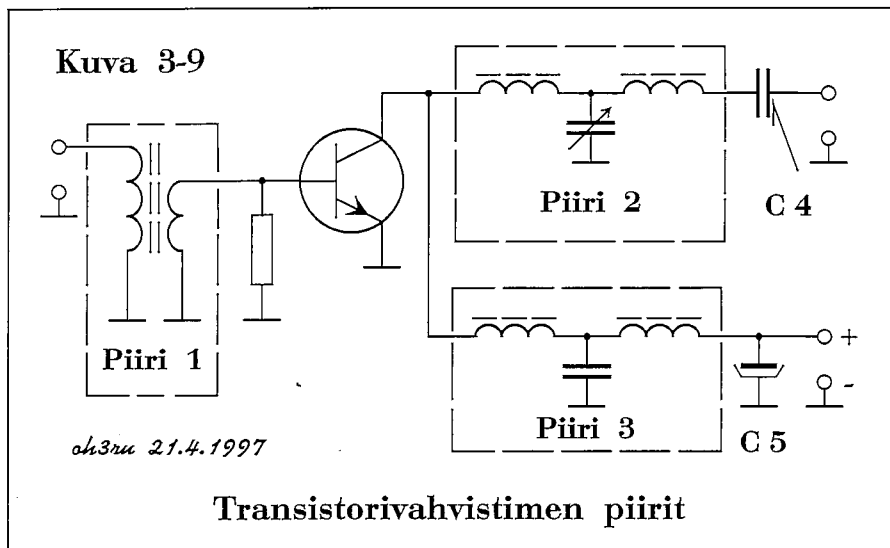 Kuva 3-9
Piiri 1
Piiri 2
C 4
+
-
Piiri 3
C 5
oh3ru 21.4.1997
Transistorivahvistimen piirit